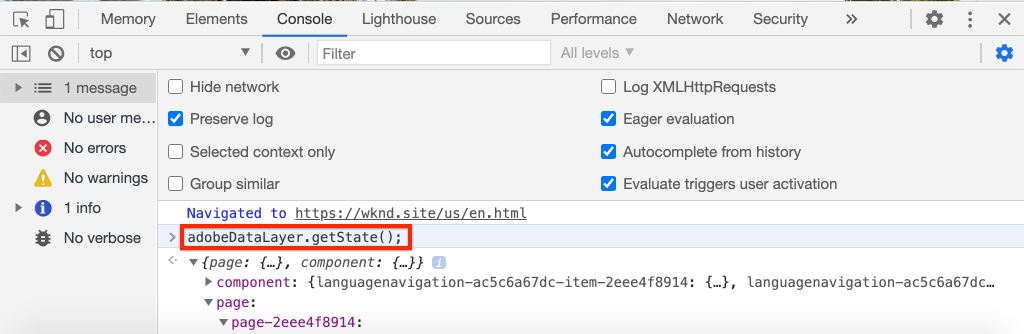 Memory Elements Console Lighthouse Sources Performance Network Security »
top Filter All levels
1 message
No user me…
No errors
No warnings
1 info
No verbose
Hide network Log XMLHttpRequests
Preserve log Eager evaluation
Selected context only Autocomplete from history
Group similar Evaluate triggers user activation
Navigated to https://wknd.site/us/en.html
> adobeDataLayer.getState();
{page: {…}, component: {…}} i
component: {languagenavigation-ac5c6a67dc-item-2eee4f8914: {…}, languagenavigation-ac5c6a67dc…
page:
page-2eee4f8914: